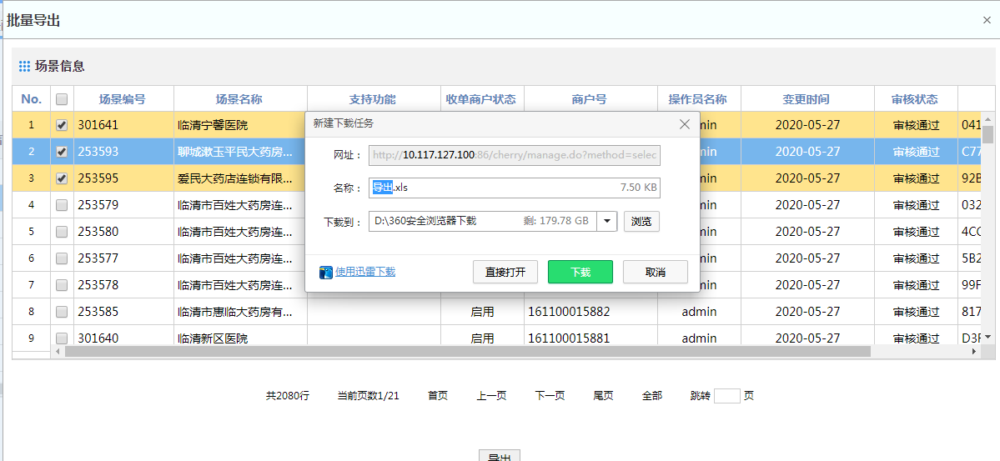 批量导出
场景信息
No. 场景编号 场景名称 支持功能 收单商户状态 商户号 操作员名称 变更时间 审核状态
1 301641 临清宁馨医院 min 2020-05-27 审核通过 041
2 253593 聊城漱玉平民大药房... min 2020-05-27 审核通过 C77
3 253595 爱民大药店连锁有限... min 2020-05-27 审核通过 92B
4 253579 临清市百姓大药房连... min 2020-05-27 审核通过 032
5 253580 临清市百姓大药房连... min 2020-05-27 审核通过 4CC
6 253577 临清市百姓大药房连... min 2020-05-27 审核通过 5B2
7 253578 临清市百姓大药房连... min 2020-05-27 审核通过 99F
8 253585 临清市惠临大药房有... 启用 161100015882 admin 2020-05-27 审核通过 817
9 301640 临清新区医院 启用 161100015881 admin 2020-05-27 审核通过 D3F
新建下载任务
网址： http://10.117.127.100:86/cherry/manage.do?method=selec
名称： 导出.xls 7.50 KB
下载到： D:\360安全浏览器下载 剩: 179.78 GB 浏览
使用迅雷下载 直接打开 下载 取消
共2080行 当前页数1/21 首页 上一页 下一页 尾页 全部 跳转 页
导出